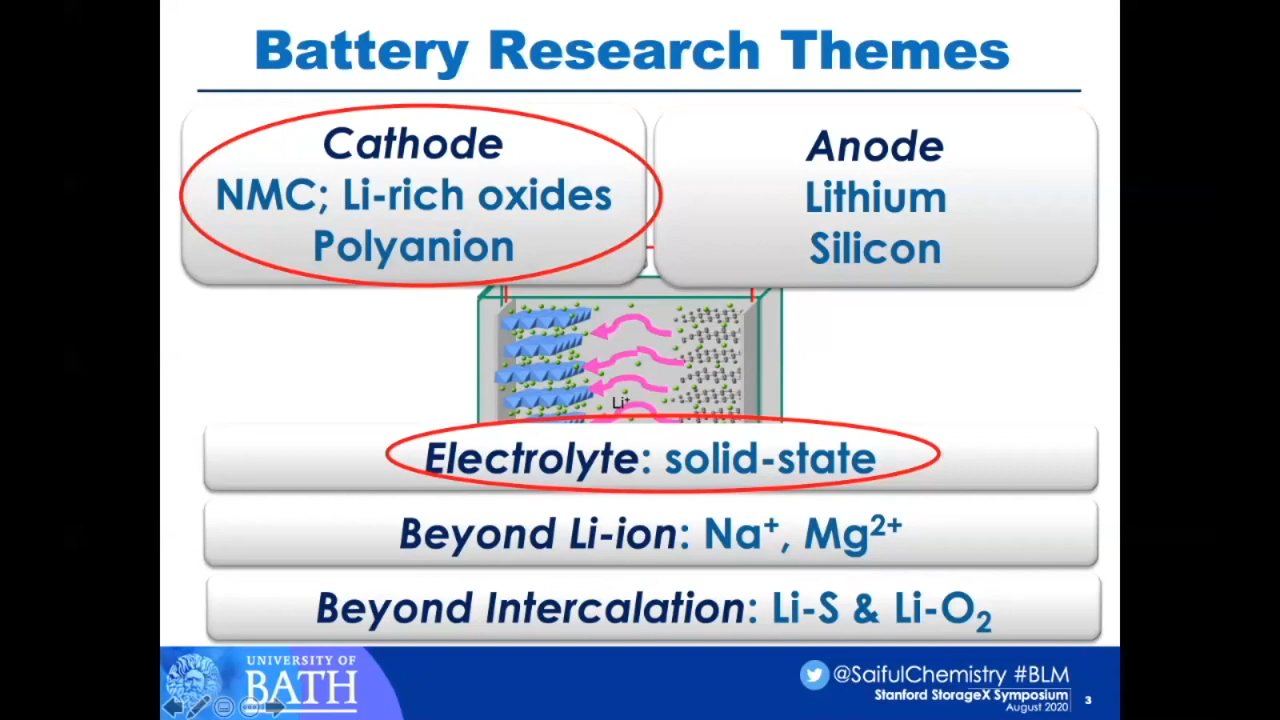 Battery Research Themes
Cathode
NMC; Li-rich oxides
Polyanion
Anode
Lithium
Silicon
Li⁺
Electrolyte: solid-state
Beyond Li-ion: Na⁺, Mg²⁺
Beyond Intercalation: Li-S & Li-O₂
UNIVERSITY OF
BATH
@SaifulChemistry #BLM
Stanford StorageX Symposium
August 2020
3